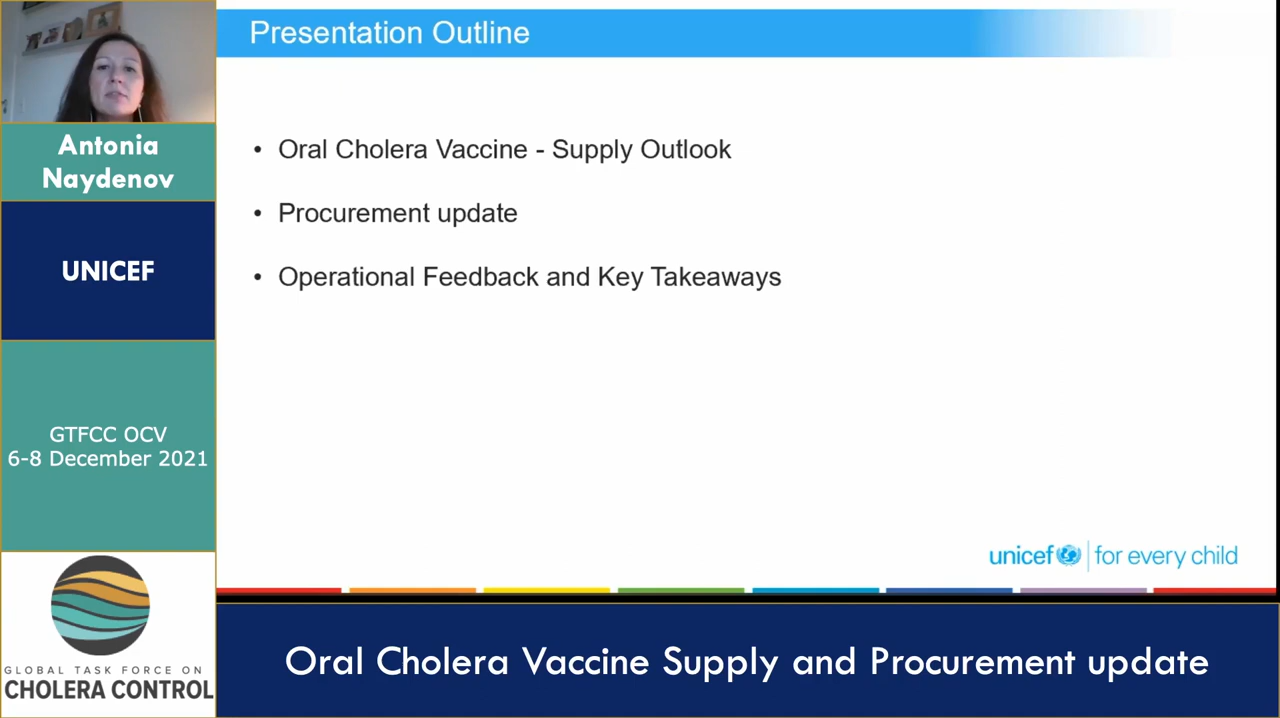 Presentation Outline
Antonia
Naydenov
UNICEF
GTFCC OCV
6-8 December 2021
GLOBAL TASK FORCE ON
CHOLERA CONTROL
• Oral Cholera Vaccine - Supply Outlook
• Procurement update
• Operational Feedback and Key Takeaways
unicef for every child
Oral Cholera Vaccine Supply and Procurement update